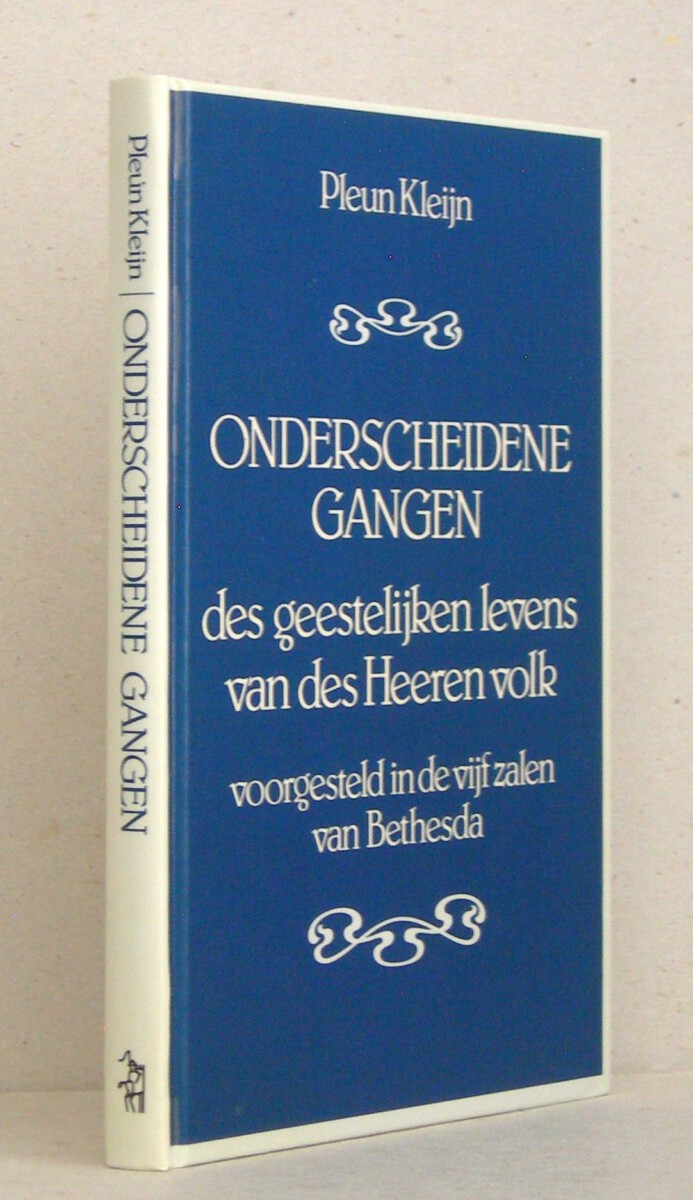 Pleun Kleijn | ONDERSCHEIDENE GANGEN
Pleun Kleijn
ONDERSCHEIDENE
GANGEN
des geestelijken levens
van des Heeren volk
voorgesteld in de vijf zalen
van Bethesda